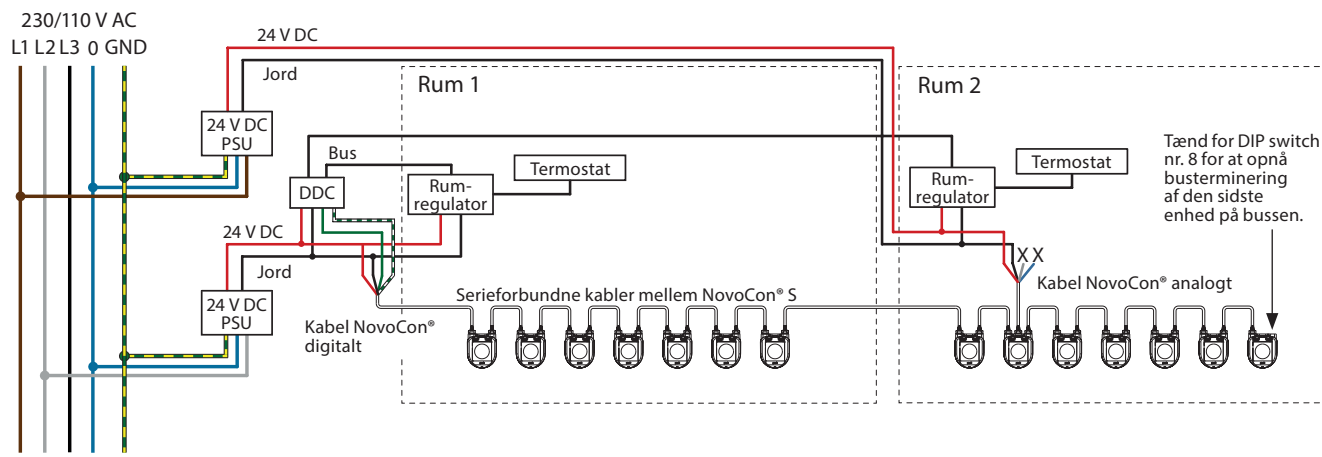 230/110 V AC
L1 L2 L3 0 GND
24 V DC
Jord
Rum 1
Rum 2
24 V DC
PSU
Bus
DDC
Termostat
Rum-
regulator
Termostat
Rum-
regulator
Tænd for DIP switch
nr. 8 for at opnå
busterminering
af den sidste
enhed på bussen.
24 V DC
Jord
24 V DC
PSU
X X
Kabel NovoCon® analogt
Serieforbundne kabler mellem NovoCon® S
Kabel NovoCon®
digitalt